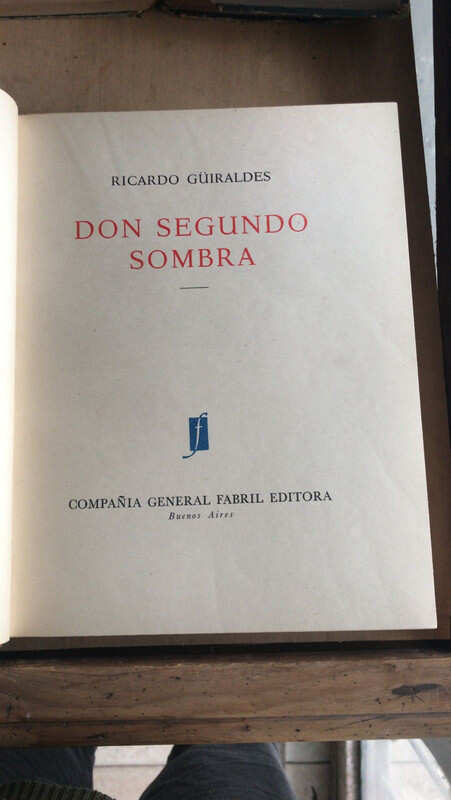 RICARDO GÜIRALDES
DON SEGUNDO
SOMBRA
f
COMPAÑIA GENERAL FABRIL EDITORA
Buenos Aires